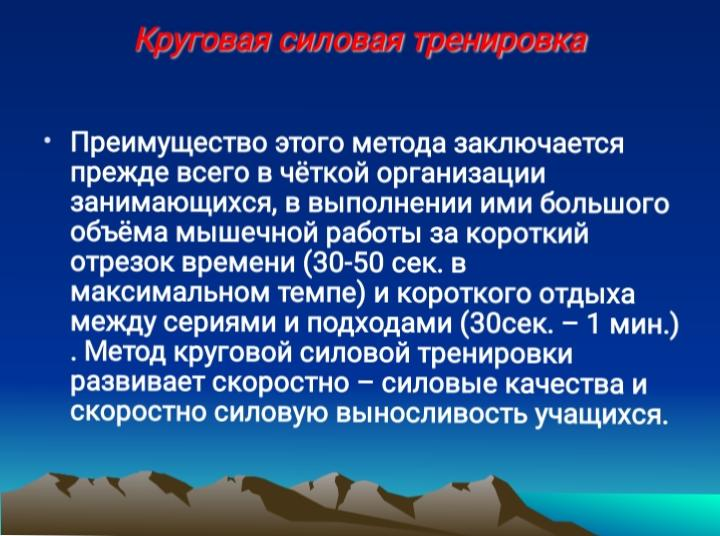 Круговая силовая тренировка
• Преимущество этого метода заключается
прежде всего в чёткой организации
занимающихся, в выполнении ими большого
объёма мышечной работы за короткий
отрезок времени (30-50 сек. в
максимальном темпе) и короткого отдыха
между сериями и подходами (30сек. – 1 мин.)
. Метод круговой силовой тренировки
развивает скоростно – силовые качества и
скоростно силовую выносливость учащихся.